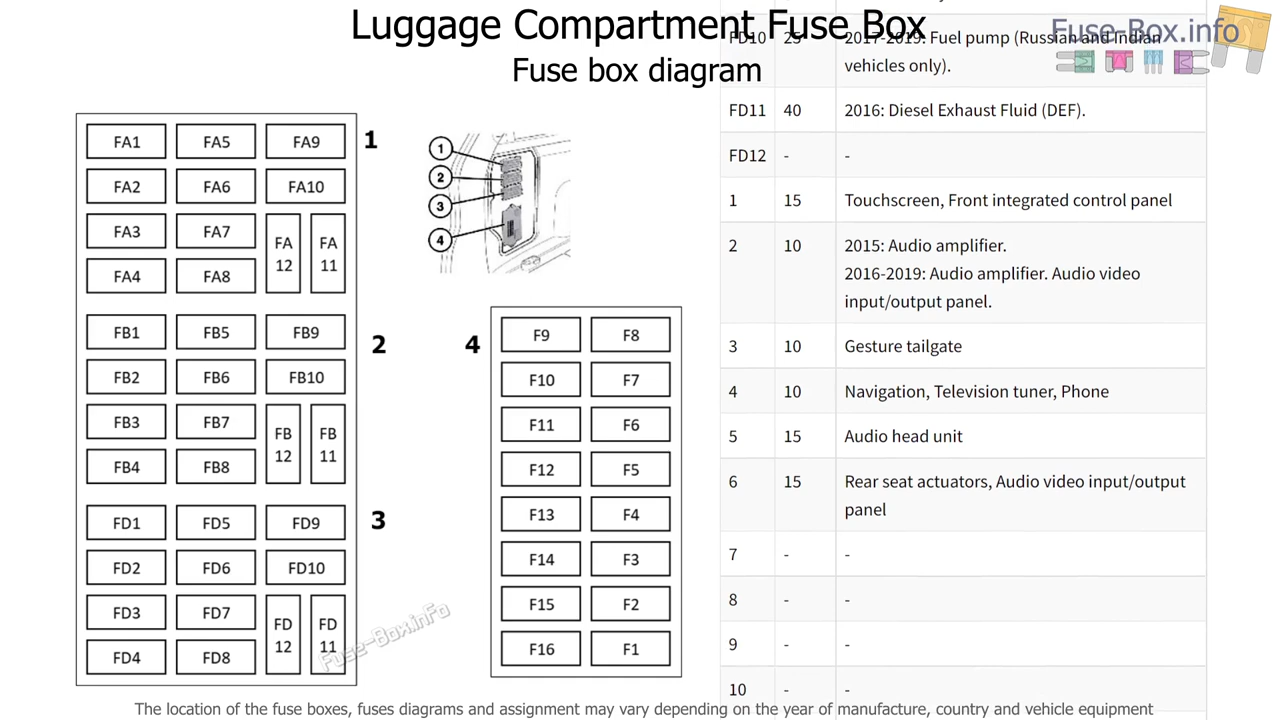 Luggage Compartment Fuse Box
Fuse box diagram
Fuse-Box.info
FA1 FA5 FA9 1
FA2 FA6 FA10
FA3 FA7 FA 12 FA 11
FA4 FA8
FB1 FB5 FB9 2
FB2 FB6 FB10
FB3 FB7 FB 12 FB 11
FB4 FB8
FD1 FD5 FD9 3
FD2 FD6 FD10
FD3 FD7 FD 12 FD 11
FD4 FD8
Fuse-Box.info
1
2
3
4
4 F9 F8
F10 F7
F11 F6
F12 F5
F13 F4
F14 F3
F15 F2
F16 F1
FD10 25 2017-2019: Fuel pump (Russian and Indian
vehicles only).
FD11 40 2016: Diesel Exhaust Fluid (DEF).
FD12 - -
1 15 Touchscreen, Front integrated control panel
2 10 2015: Audio amplifier.
2016-2019: Audio amplifier. Audio video
input/output panel.
3 10 Gesture tailgate
4 10 Navigation, Television tuner, Phone
5 15 Audio head unit
6 15 Rear seat actuators, Audio video input/output
panel
7 - -
8 - -
9 - -
10 - -
The location of the fuse boxes, fuses diagrams and assignment may vary depending on the year of manufacture, country and vehicle equipment